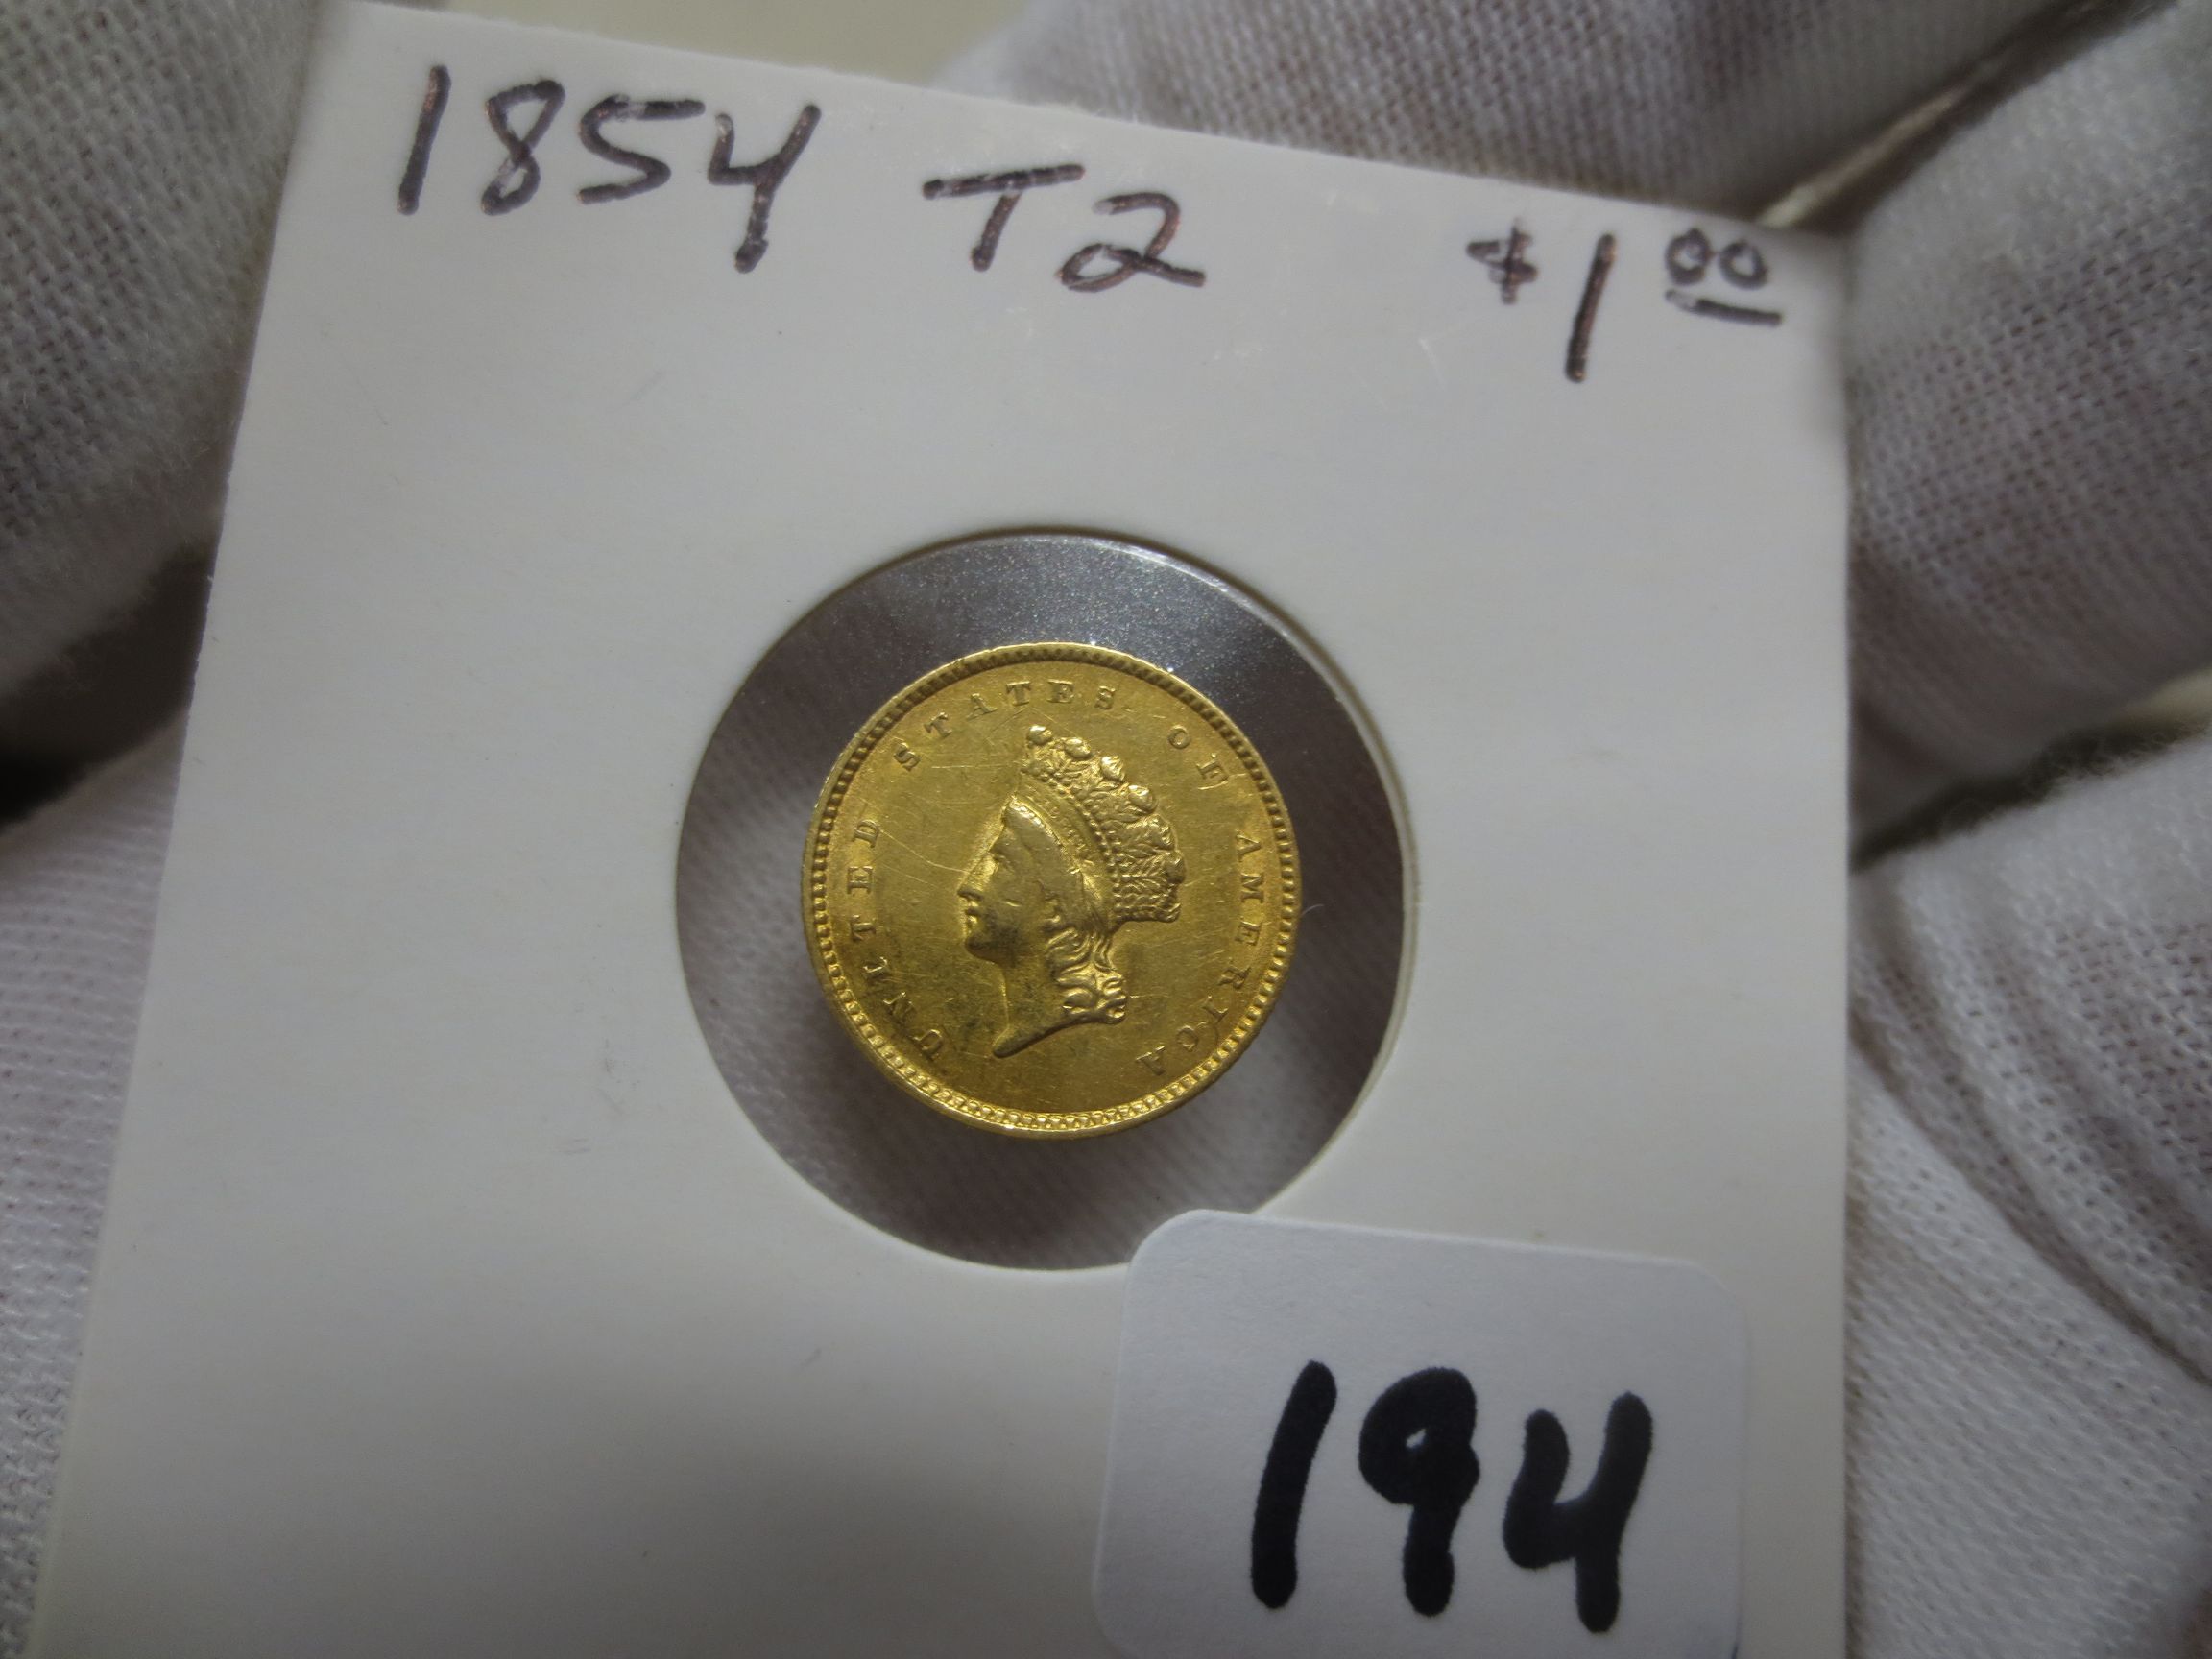 1854 T2 $1.00
UNITED STATES OF AMERICA
194